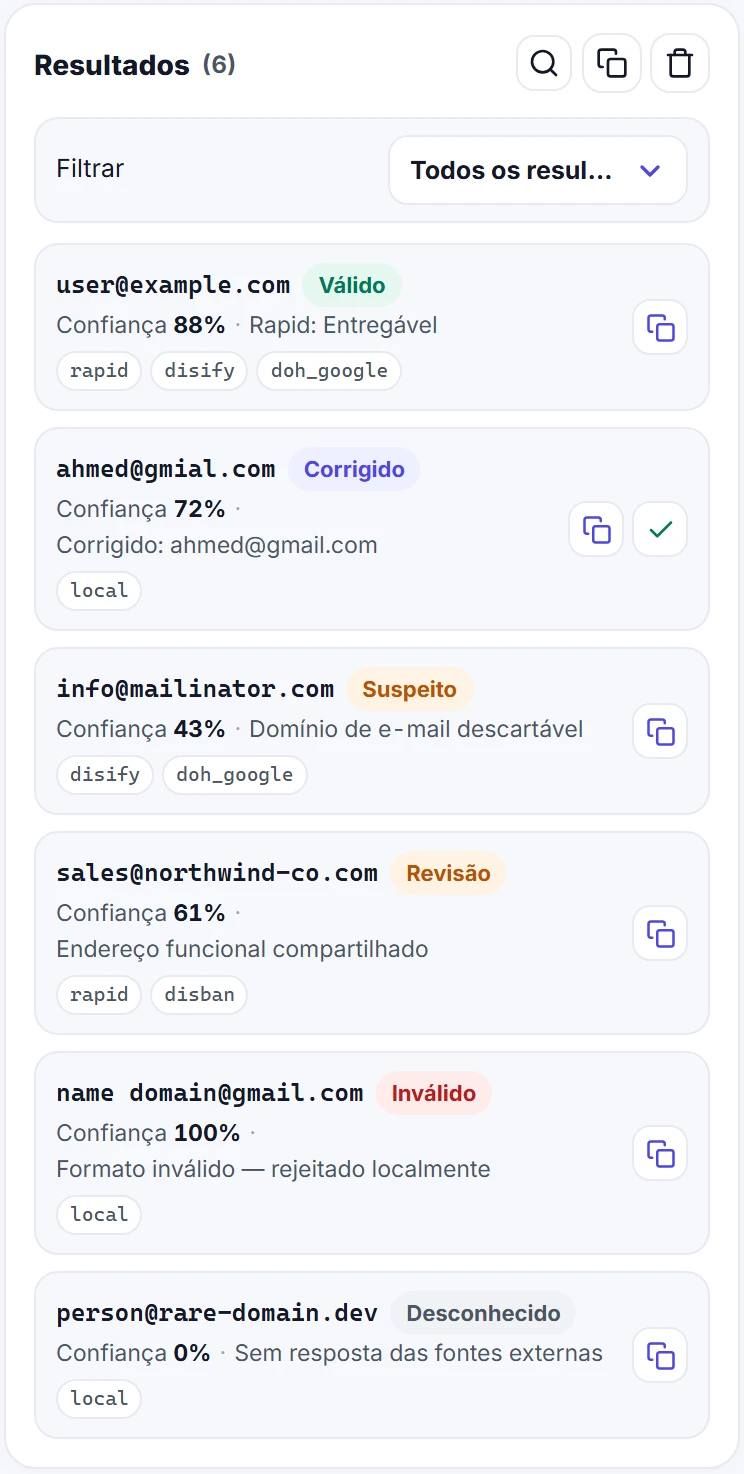 Resultados (6)
Filtrar
Todos os resul...
user@example.com Válido
Confiança 88% · Rapid: Entregável
rapid disify doh_google
ahmed@gmial.com Corrigido
Confiança 72% ·
Corrigido: ahmed@gmail.com
local
info@mailinator.com Suspeito
Confiança 43% · Domínio de e-mail descartável
disify doh_google
sales@northwind-co.com Revisão
Confiança 61% ·
Endereço funcional compartilhado
rapid disban
name domain@gmail.com Inválido
Confiança 100% ·
Formato inválido — rejeitado localmente
local
person@rare-domain.dev Desconhecido
Confiança 0% · Sem resposta das fontes externas
local